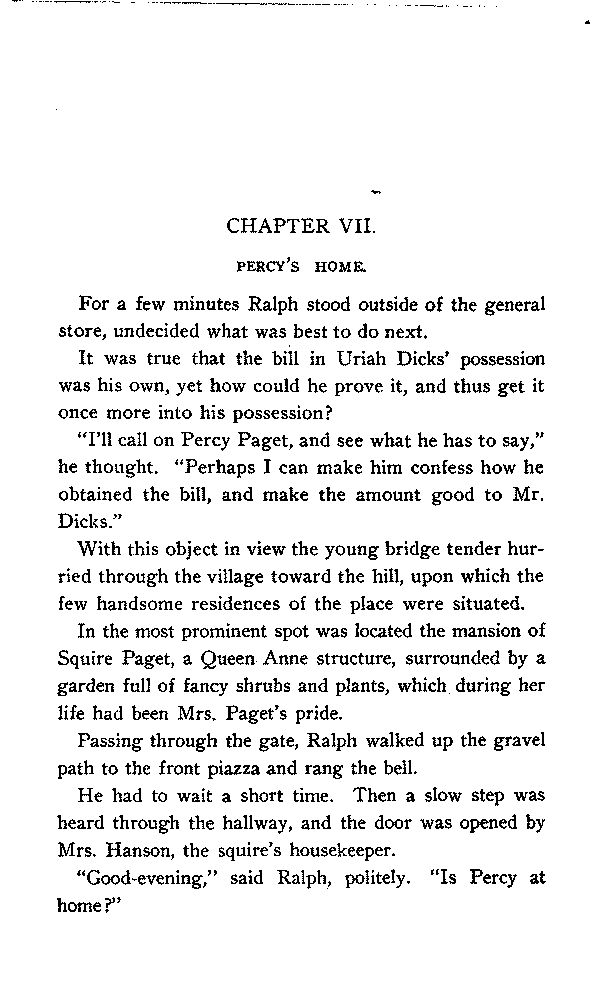 CHAPTER VII.
PERCY'S HOME.
For a few minutes Ralph stood outside of the general
store, undecided what was best to do next.
It was true that the bill in Uriah Dicks' possession
was his own, yet how could he prove it, and thus get it
once more into his possession?
"I'll call on Percy Paget, and see what he has to say,"
he thought. "Perhaps I can make him confess how he
obtained the bill, and make the amount good to Mr.
Dicks."
With this object in view the young bridge tender hur-
ried through the village toward the hill, upon which the
few handsome residences of the place were situated.
In the most prominent spot was located the mansion of
Squire Paget, a Queen Anne structure, surrounded by a
garden full of fancy shrubs and plants, which during her
life had been Mrs. Paget's pride.
Passing through the gate, Ralph walked up the gravel
path to the front piazza and rang the bell.
He had to wait a short time. Then a slow step was
heard through the hallway, and the door was opened by
Mrs. Hanson, the squire's housekeeper.
"Good-evening," said Ralph, politely. "Is Percy at
home?"